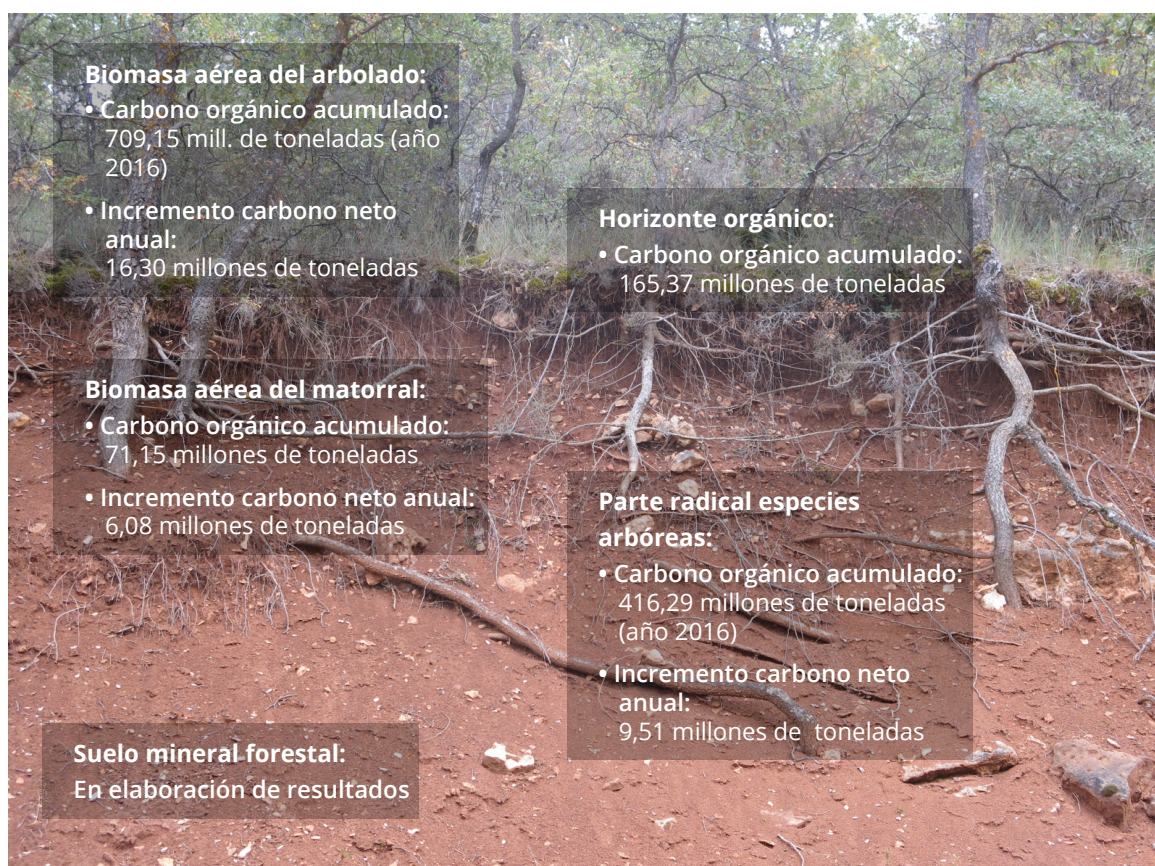 Biomasa aérea del arbolado:
• Carbono orgánico acumulado:
709,15 mill. de toneladas (año
2016)
• Incremento carbono neto
anual:
16,30 millones de toneladas
Horizonte orgánico:
• Carbono orgánico acumulado:
165,37 millones de toneladas
Biomasa aérea del matorral:
• Carbono orgánico acumulado:
71,15 millones de toneladas
• Incremento carbono neto anual:
6,08 millones de toneladas
Parte radical especies
arbóreas:
• Carbono orgánico acumulado:
416,29 millones de toneladas
(año 2016)
• Incremento carbono neto
anual:
9,51 millones de toneladas
Suelo mineral forestal:
En elaboración de resultados